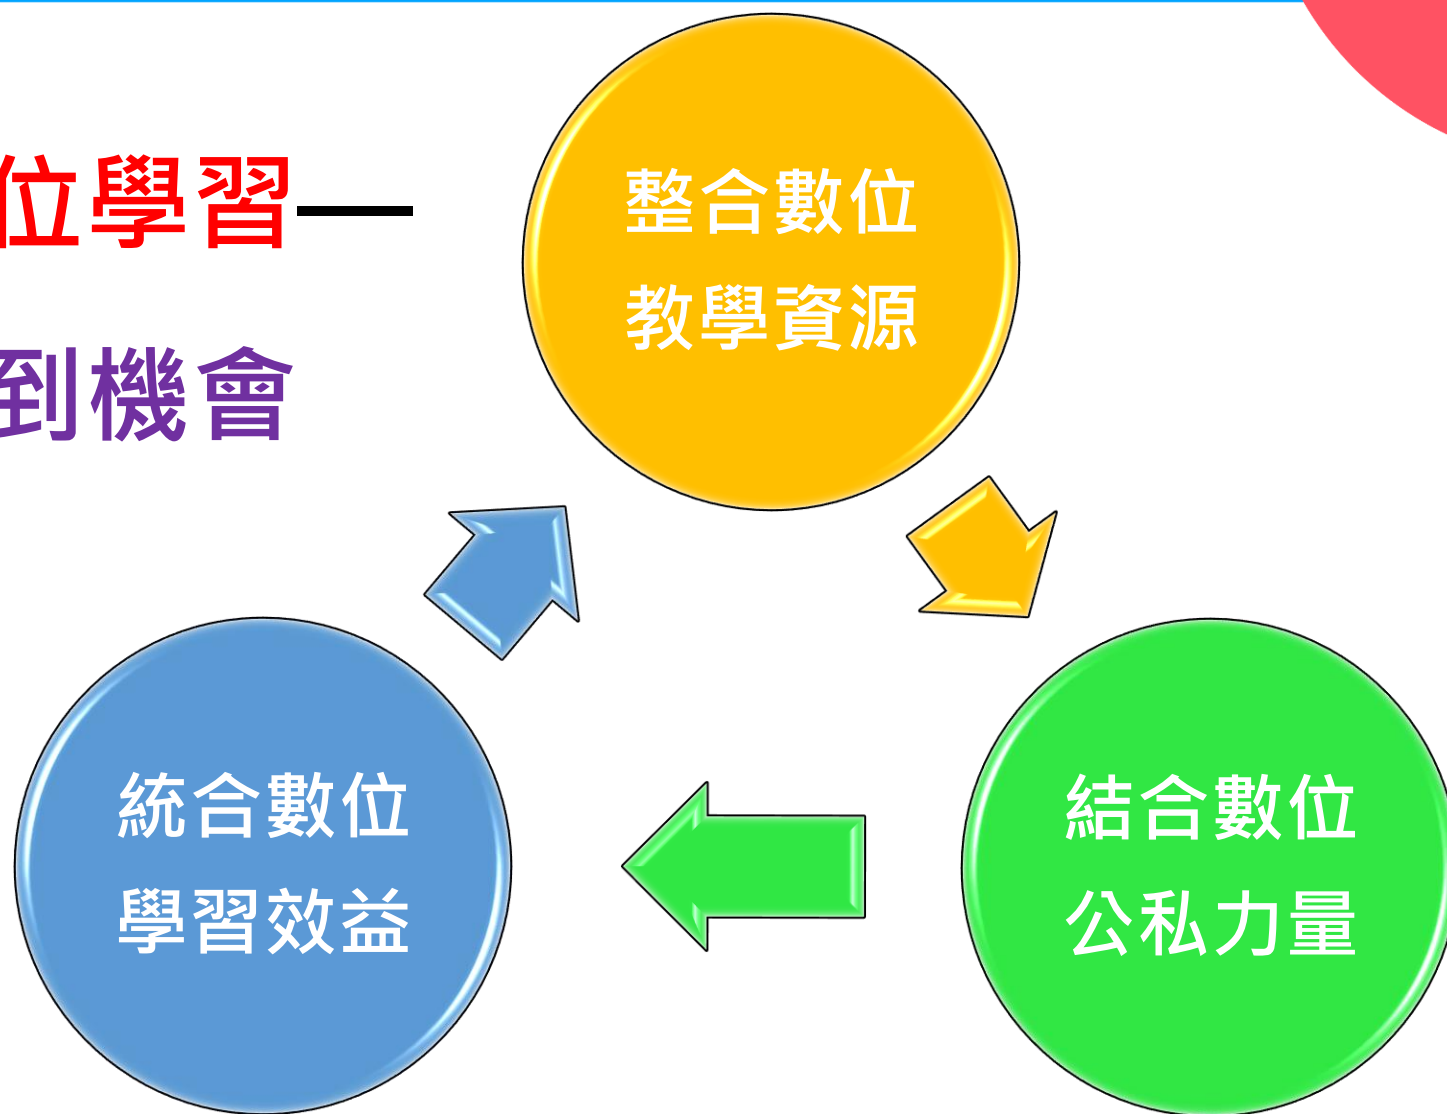 位學習—
到機會
整合數位
教學資源
結合數位
公私力量
統合數位
學習效益